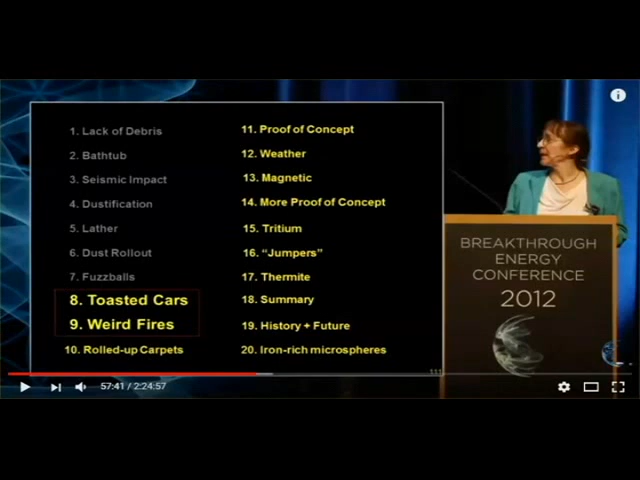 1. Lack of Debris
2. Bathtub
3. Seismic Impact
4. Dustification
5. Lather
6. Dust Rollout
7. Fuzzballs
8. Toasted Cars
9. Weird Fires
10. Rolled-up Carpets
11. Proof of Concept
12. Weather
13. Magnetic
14. More Proof of Concept
15. Tritium
16. “Jumpers”
17. Thermite
18. Summary
19. History + Future
20. Iron-rich microspheres
111
BREAKTHROUGH
ENERGY
CONFERENCE
2012
57:41 / 2:24:57